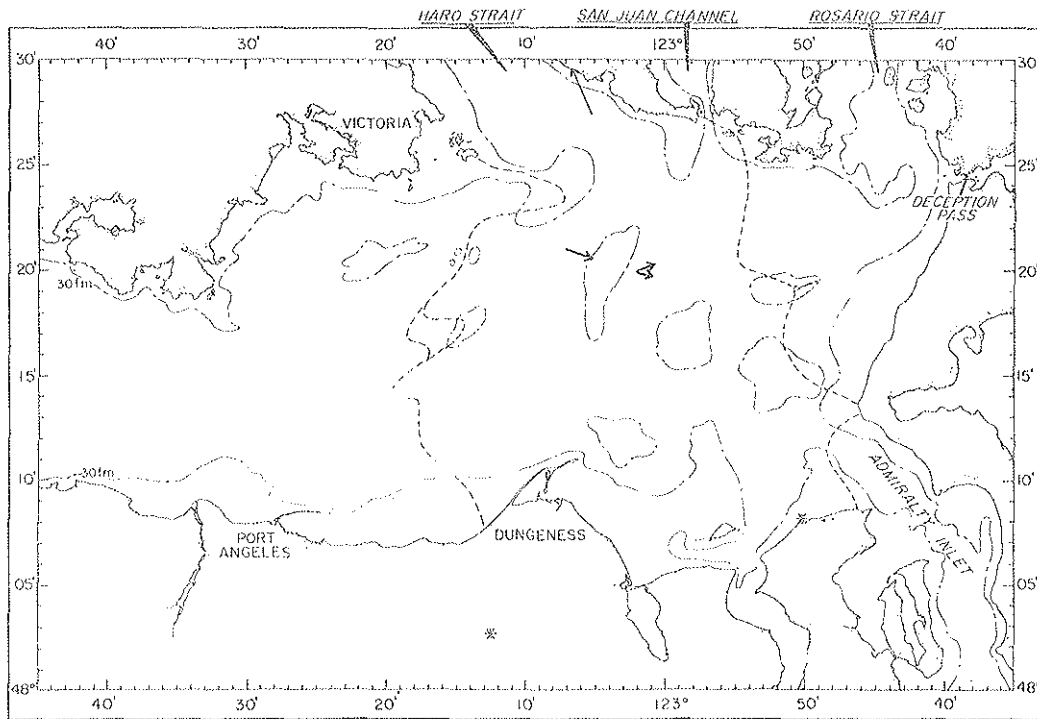 HARO STRAIT SAN JUAN CHANNEL ROSARIO STRAIT
40' 30' 20' 10' 123° 50' 40'
30' 30'
VICTORIA
25' 25'
DECEPTION
PASS
20' 20'
30fm
15' 15'
30fm
10' 10'
ADMIRALTY
INLET
PORT
ANGELES
DUNGENESS
05' 05'
48° 48°
40' 30' 20' 10' 123° 50' 40'